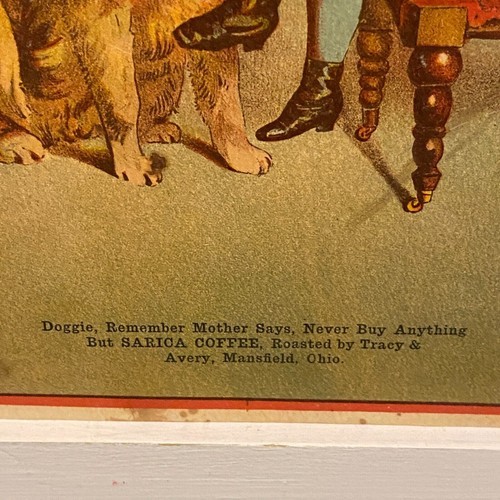 Doggie, Remember Mother Says, Never Buy Anything
But SARICA COFFEE, Roasted by Tracy &
Avery, Mansfield, Ohio.